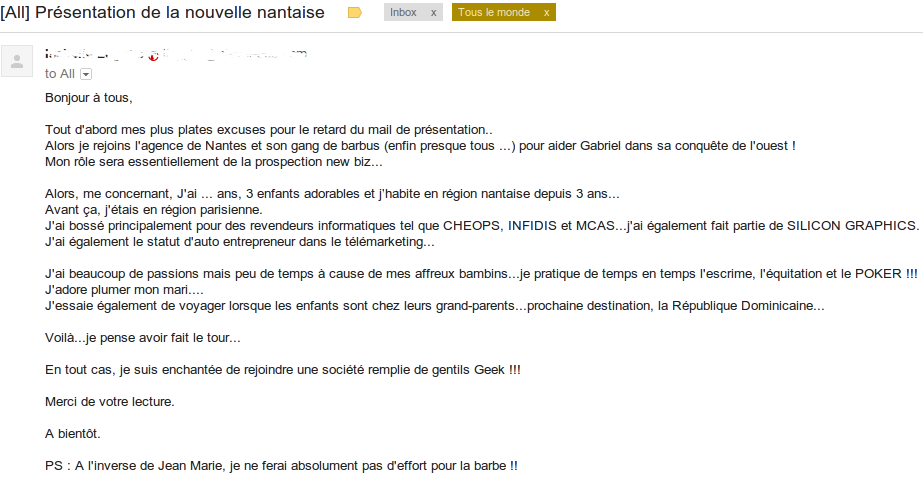 [All] Présentation de la nouvelle nantaise
Inbox x
Tous le monde x
to All
Bonjour à tous,
Tout d'abord mes plus plates excuses pour le retard du mail de présentation..
Alors je rejoins l'agence de Nantes et son gang de barbus (enfin presque tous ...) pour aider Gabriel dans sa conquête de l'ouest !
Mon rôle sera essentiellement de la prospection new biz...
Alors, me concernant, J'ai ... ans, 3 enfants adorables et j'habite en région nantaise depuis 3 ans...
Avant ça, j'étais en région parisienne.
J'ai bossé principalement pour des revendeurs informatiques tel que CHEOPS, INFIDIS et MCAS...j'ai également fait partie de SILICON GRAPHICS.
J'ai également le statut d'auto entrepreneur dans le télémarketing...
J'ai beaucoup de passions mais peu de temps à cause de mes affreux bambins...je pratique de temps en temps l'escrime, l'équitation et le POKER !!!
J'adore plumer mon mari....
J'essaie également de voyager lorsque les enfants sont chez leurs grand-parents...prochaine destination, la République Dominicaine...
Voilà...je pense avoir fait le tour...
En tout cas, je suis enchantée de rejoindre une société remplie de gentils Geek !!!
Merci de votre lecture.
A bientôt.
PS : A l'inverse de Jean Marie, je ne ferai absolument pas d'effort pour la barbe !!